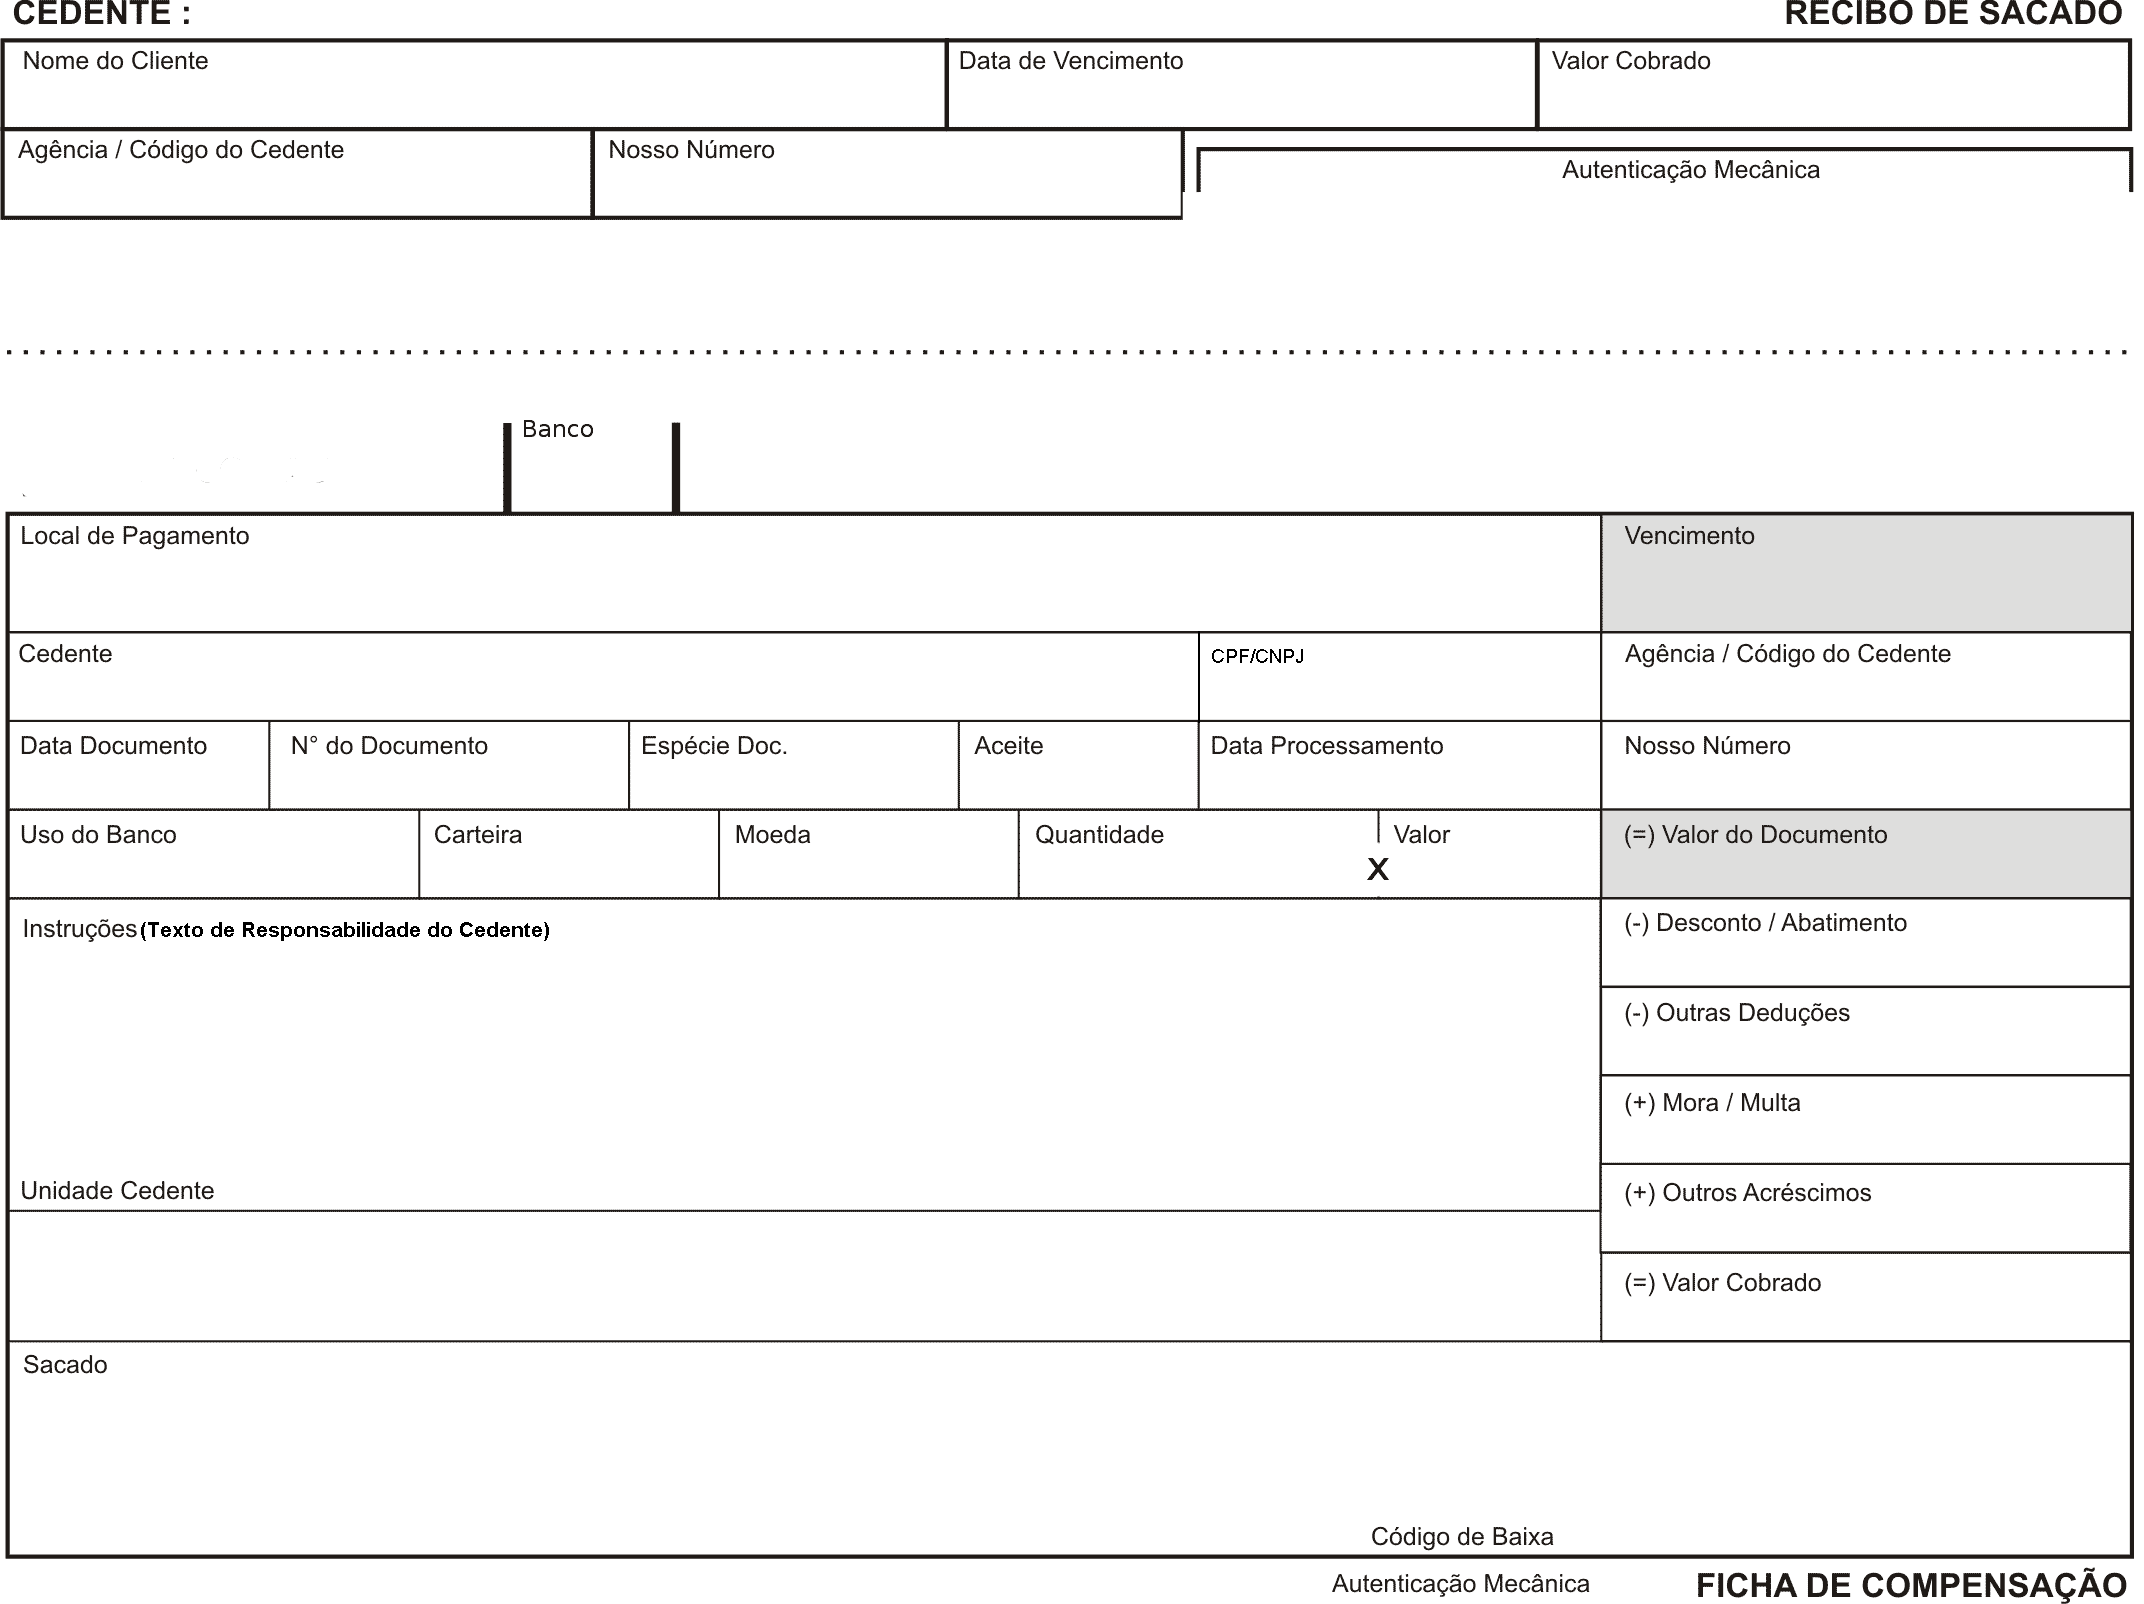 CEDENTE : RECIBO DE SACADO
Nome do Cliente Data de Vencimento Valor Cobrado
Agência / Código do Cedente Nosso Número Autenticação Mecânica
Banco
Local de Pagamento Vencimento
Cedente CPF/CNPJ Agência / Código do Cedente
Data Documento N° do Documento Espécie Doc. Aceite Data Processamento Nosso Número
Uso do Banco Carteira Moeda Quantidade X Valor (=) Valor do Documento
Instruções(Texto de Responsabilidade do Cedente) (-) Desconto / Abatimento
(-) Outras Deduções
(+) Mora / Multa
Unidade Cedente (+) Outros Acréscimos
(=) Valor Cobrado
Sacado
Código de Baixa
Autenticação Mecânica FICHA DE COMPENSAÇÃO